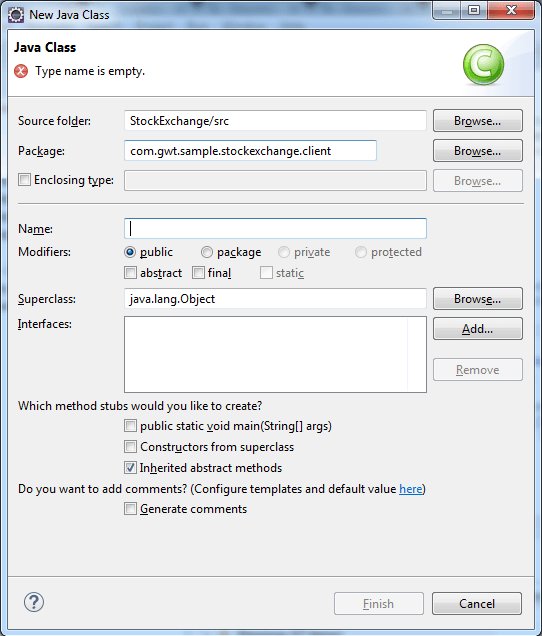 New Java Class
Java Class
Type name is empty.
Source folder: StockExchange/src Browse...
Package: com.gwt.sample.stockexchange.client Browse...
Enclosing type: Browse...
Name:
Modifiers: public package private protected
abstract final static
Superclass: java.lang.Object Browse...
Interfaces: Add...
Remove
Which method stubs would you like to create?
public static void main(String[] args)
Constructors from superclass
Inherited abstract methods
Do you want to add comments? (Configure templates and default value here)
Generate comments
? Finish Cancel